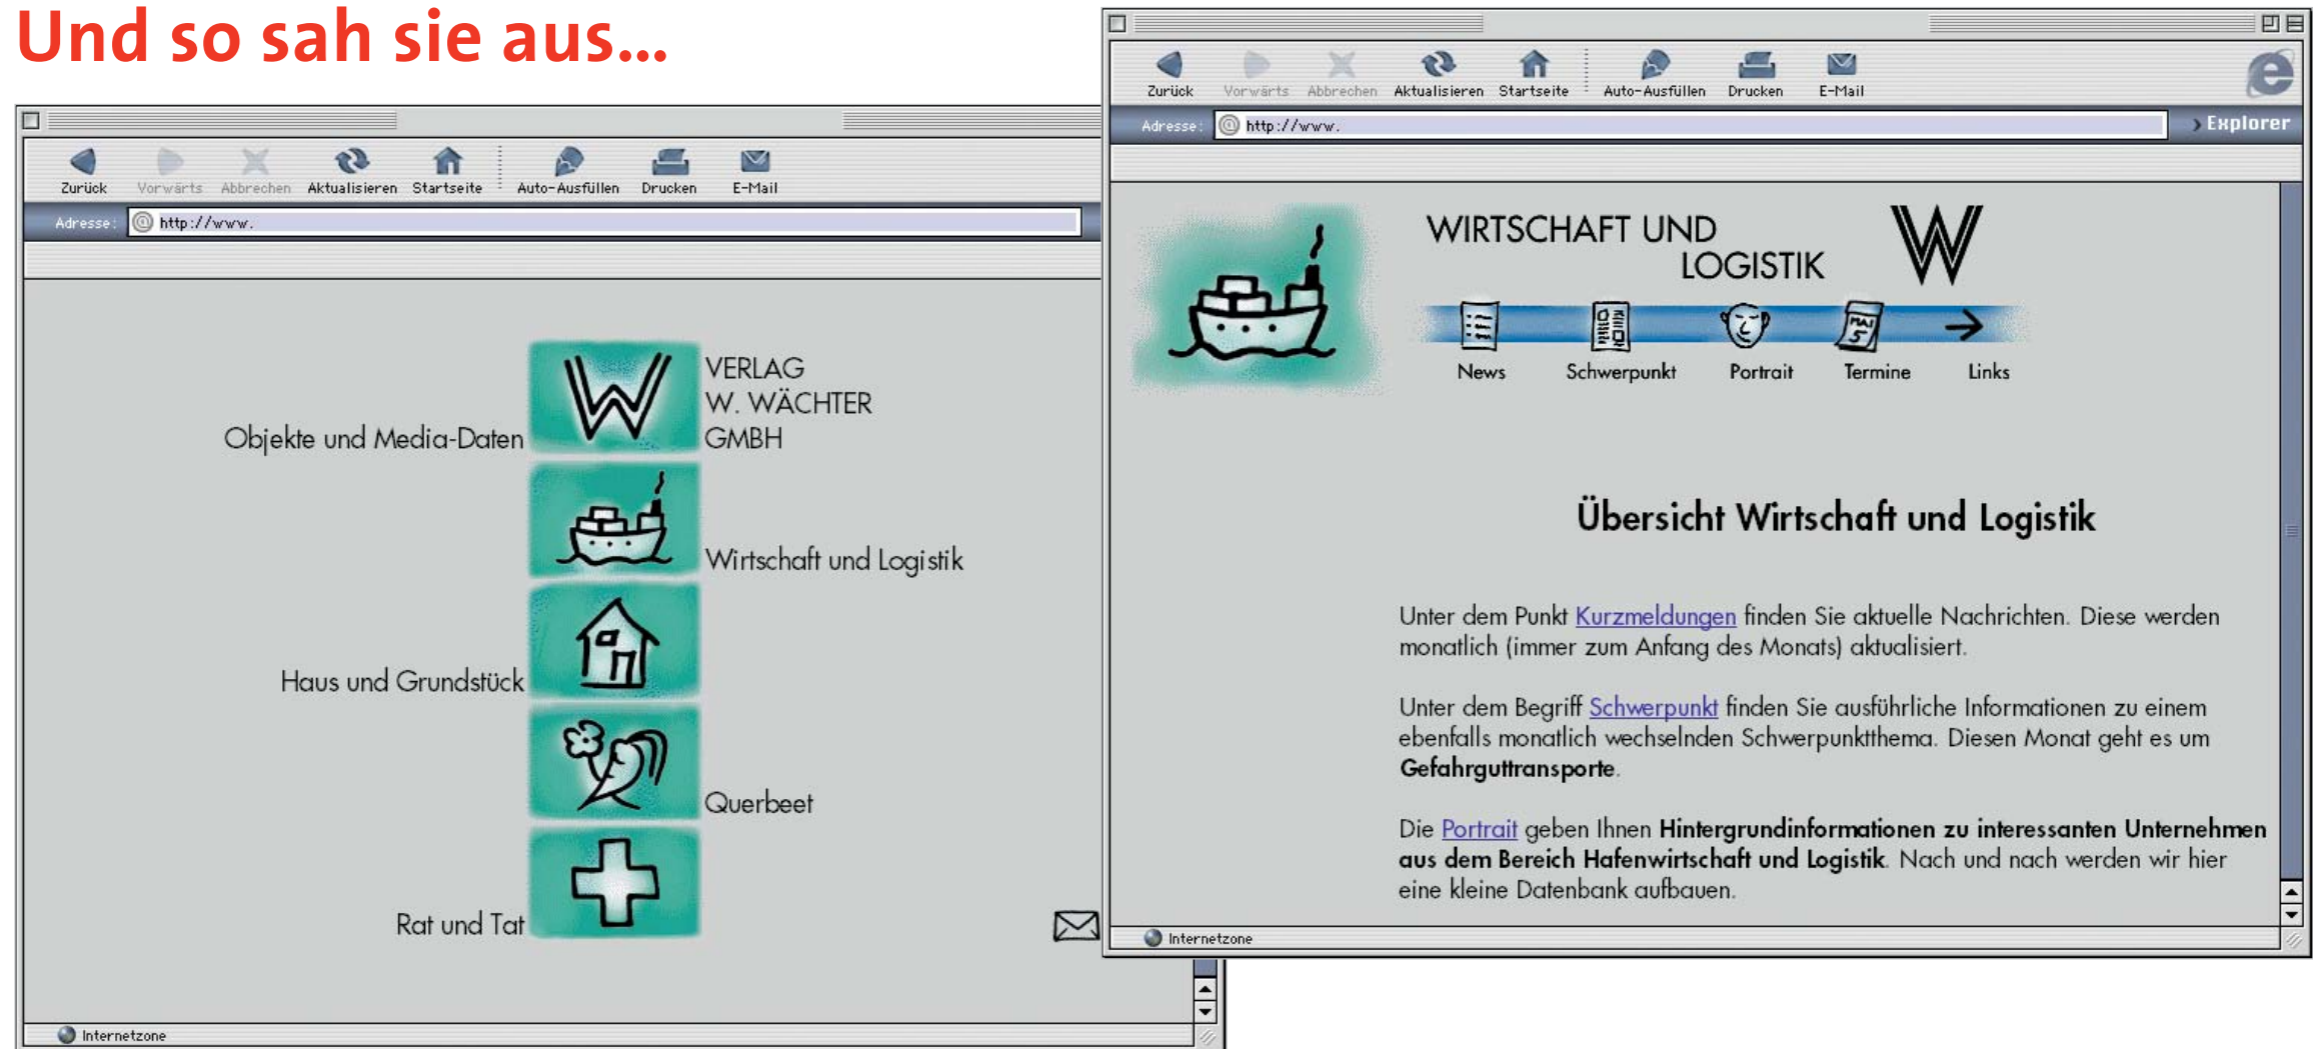 Und so sah sie aus...
Zurück Vorwärts Abbrechen Aktualisieren Startseite Auto-Ausfüllen Drucken E-Mail
Adresse: @ http://www.
W
VERLAG
W. WÄCHTER
GMBH
Objekte und Media-Daten
Wirtschaft und Logistik
Haus und Grundstück
Querbeet
Rat und Tat
Internetzone
Zurück Vorwärts Abbrechen Aktualisieren Startseite Auto-Ausfüllen Drucken E-Mail
Adresse: @ http://www. › Explorer
WIRTSCHAFT UND
LOGISTIK
W
MAI
5
News Schwerpunkt Portrait Termine Links
Übersicht Wirtschaft und Logistik
Unter dem Punkt Kurzmeldungen finden Sie aktuelle Nachrichten. Diese werden
monatlich (immer zum Anfang des Monats) aktualisiert.
Unter dem Begriff Schwerpunkt finden Sie ausführliche Informationen zu einem
ebenfalls monatlich wechselnden Schwerpunktthema. Diesen Monat geht es um
Gefahrguttransporte.
Die Portrait geben Ihnen Hintergrundinformationen zu interessanten Unternehmen
aus dem Bereich Hafenwirtschaft und Logistik. Nach und nach werden wir hier
eine kleine Datenbank aufbauen.
Internetzone